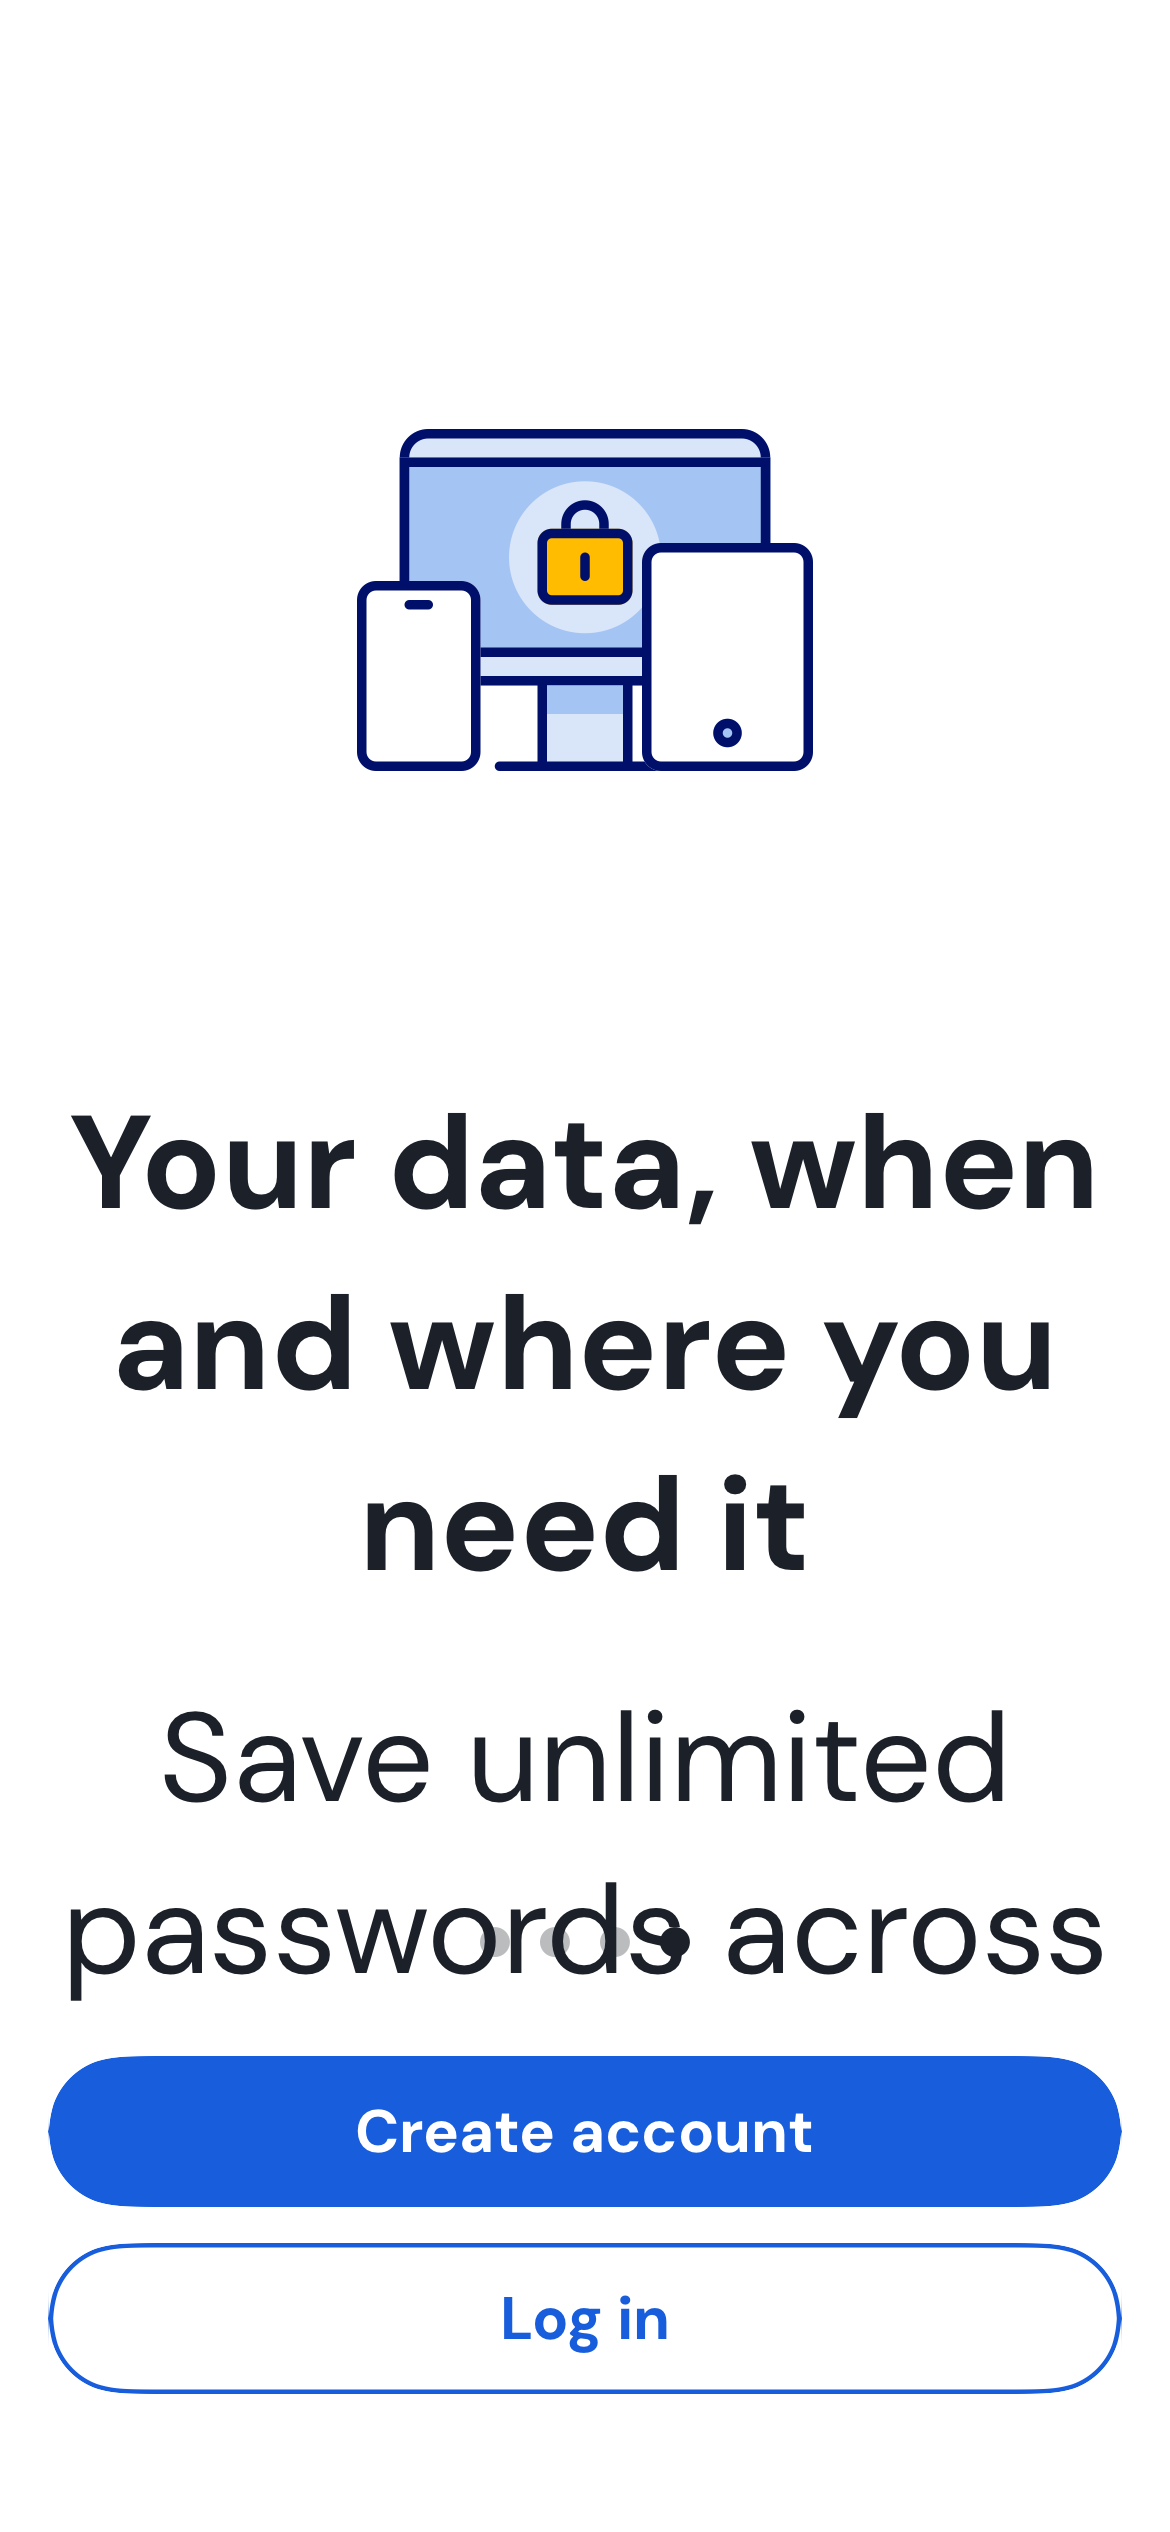 Your data, when
and where you
need it
Save unlimited
passwords across
Create account
Log in